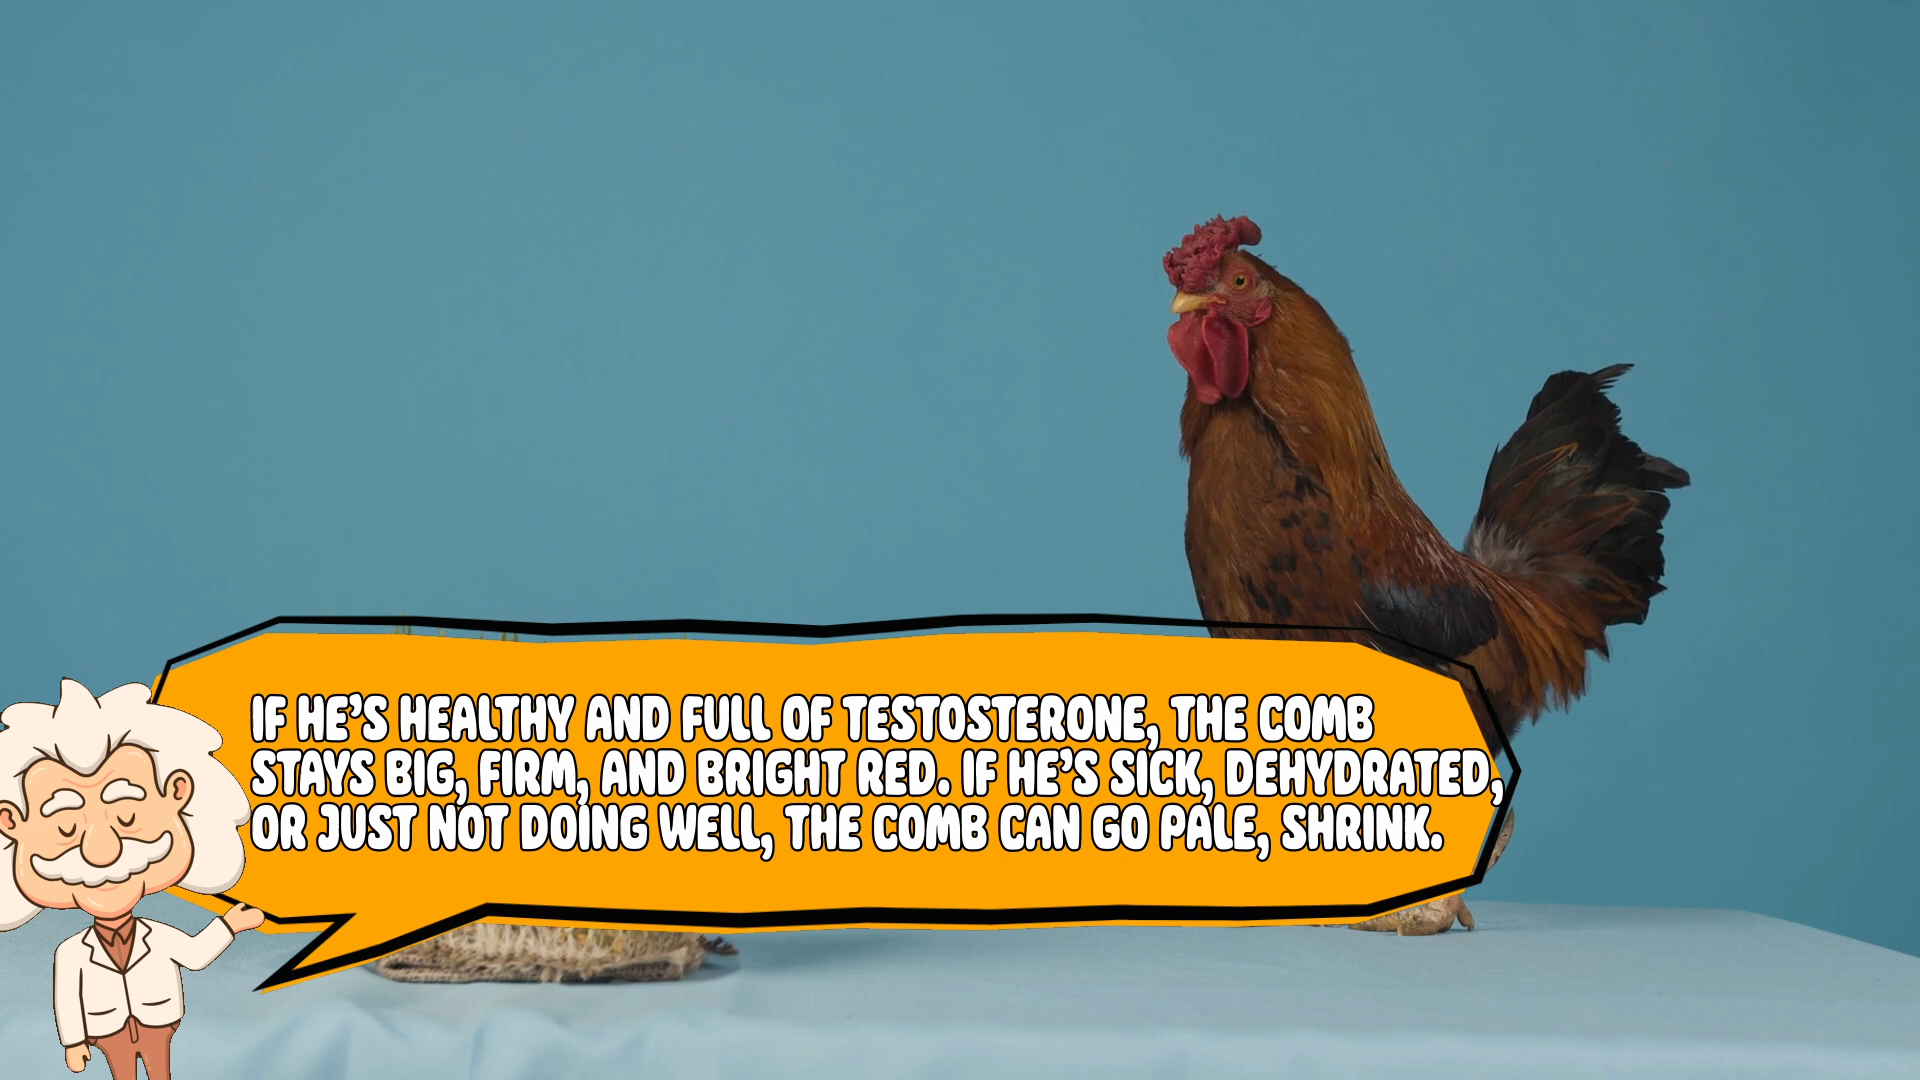 IF HE'S HEALTHY AND FULL OF TESTOSTERONE, THE COMB
STAYS BIG, FIRM, AND BRIGHT RED. IF HE'S SICK, DEHYDRATED,
OR JUST NOT DOING WELL, THE COMB CAN GO PALE, SHRINK.